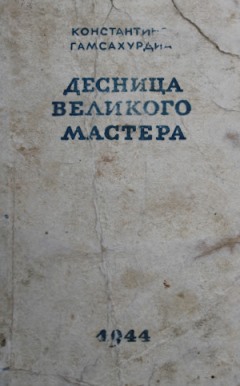 КОНСТАНТИН
ГАМСАХУРДИА
ДЕСНИЦА
ВЕЛИКОГО
МАСТЕРА
1944